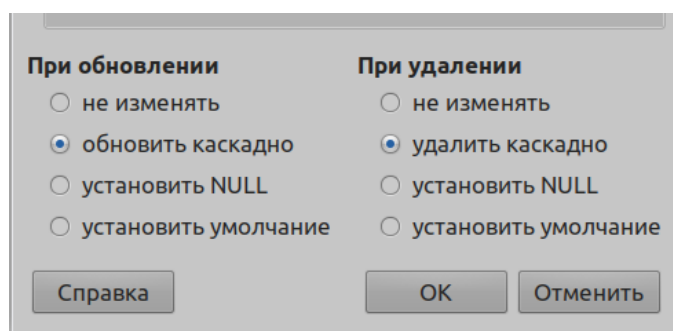 При обновлении При удалении
не изменять не изменять
обновить каскадно удалить каскадно
установить NULL установить NULL
установить умолчание установить умолчание
Справка OK Отменить